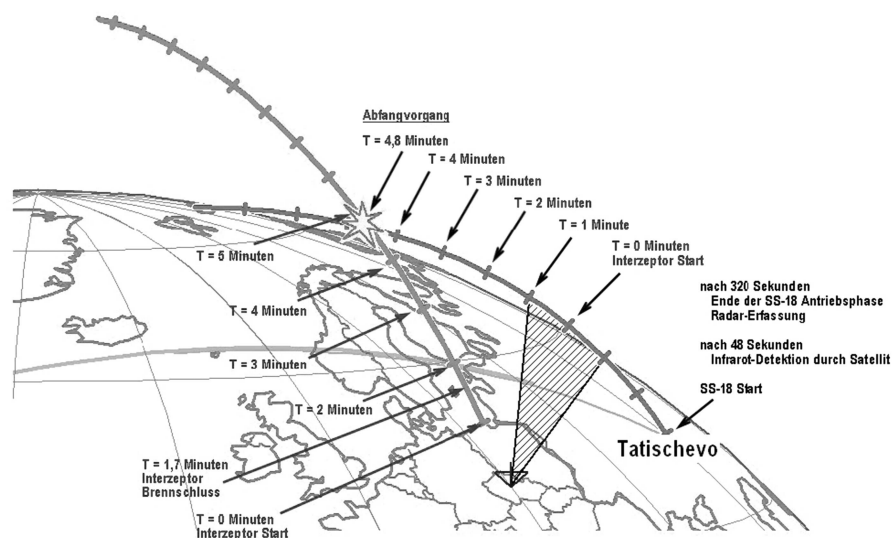 Abfangvorgang
T = 4,8 Minuten
T = 4 Minuten
T = 3 Minuten
T = 2 Minuten
T = 1 Minute
T = 0 Minuten
Interzeptor Start
nach 320 Sekunden
Ende der SS-18 Antriebsphase
Radar-Erfassung
nach 48 Sekunden
Infrarot-Detektion durch Satellit
SS-18 Start
Tatischevo
T = 5 Minuten
T = 4 Minuten
T = 3 Minuten
T = 2 Minuten
T = 1,7 Minuten
Interzeptor
Brennschluss
T = 0 Minuten
Interzeptor Start